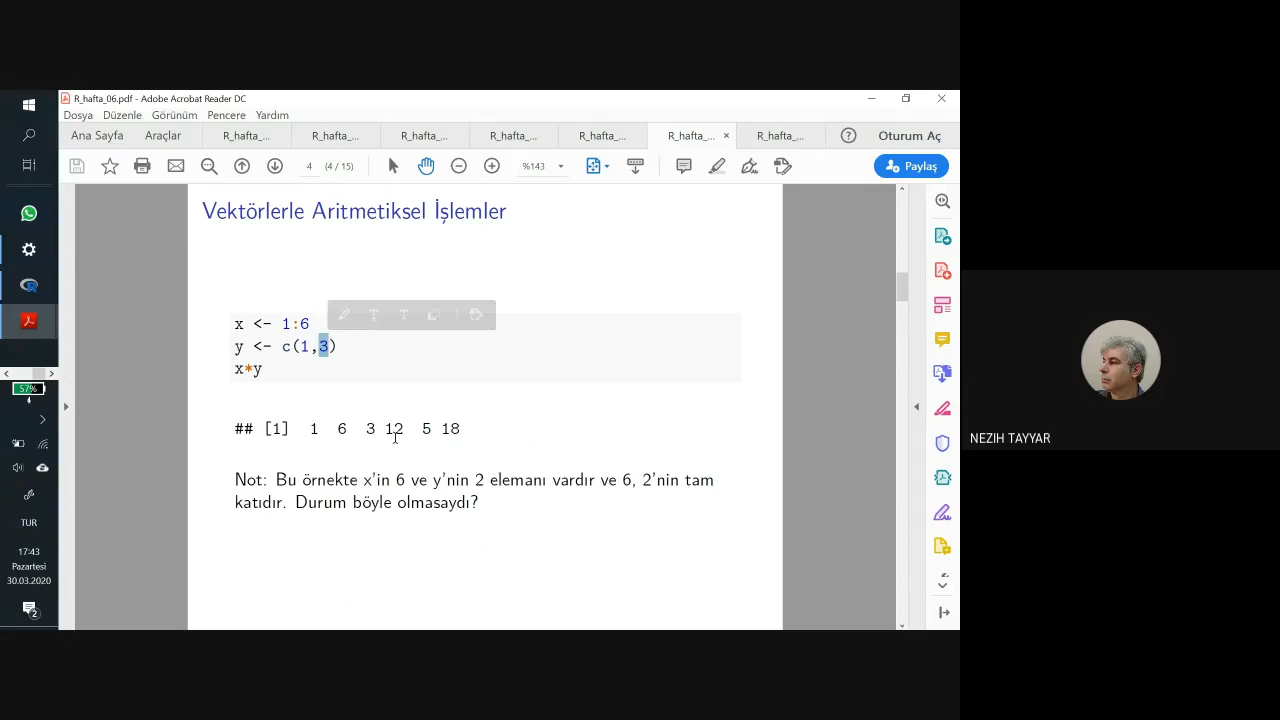 R_hafta_06.pdf - Adobe Acrobat Reader DC
Dosya Düzenle Görünüm Pencere Yardım
Ana Sayfa Araçlar R_hafta_... R_hafta_... R_hafta_... R_hafta_... R_hafta_... R_hafta_... × R_hafta_... Oturum Aç
4 (4 / 15) %143 Paylaş
Vektörlerle Aritmetiksel İşlemler
x <- 1:6
y <- c(1,3)
x*y
## [1] 1 6 3 12 5 18
Not: Bu örnekte x'in 6 ve y'nin 2 elemanı vardır ve 6, 2'nin tam
katıdır. Durum böyle olmasaydı?
57%
TUR
17:43
Pazartesi
30.03.2020
2
NEZIH TAYYAR